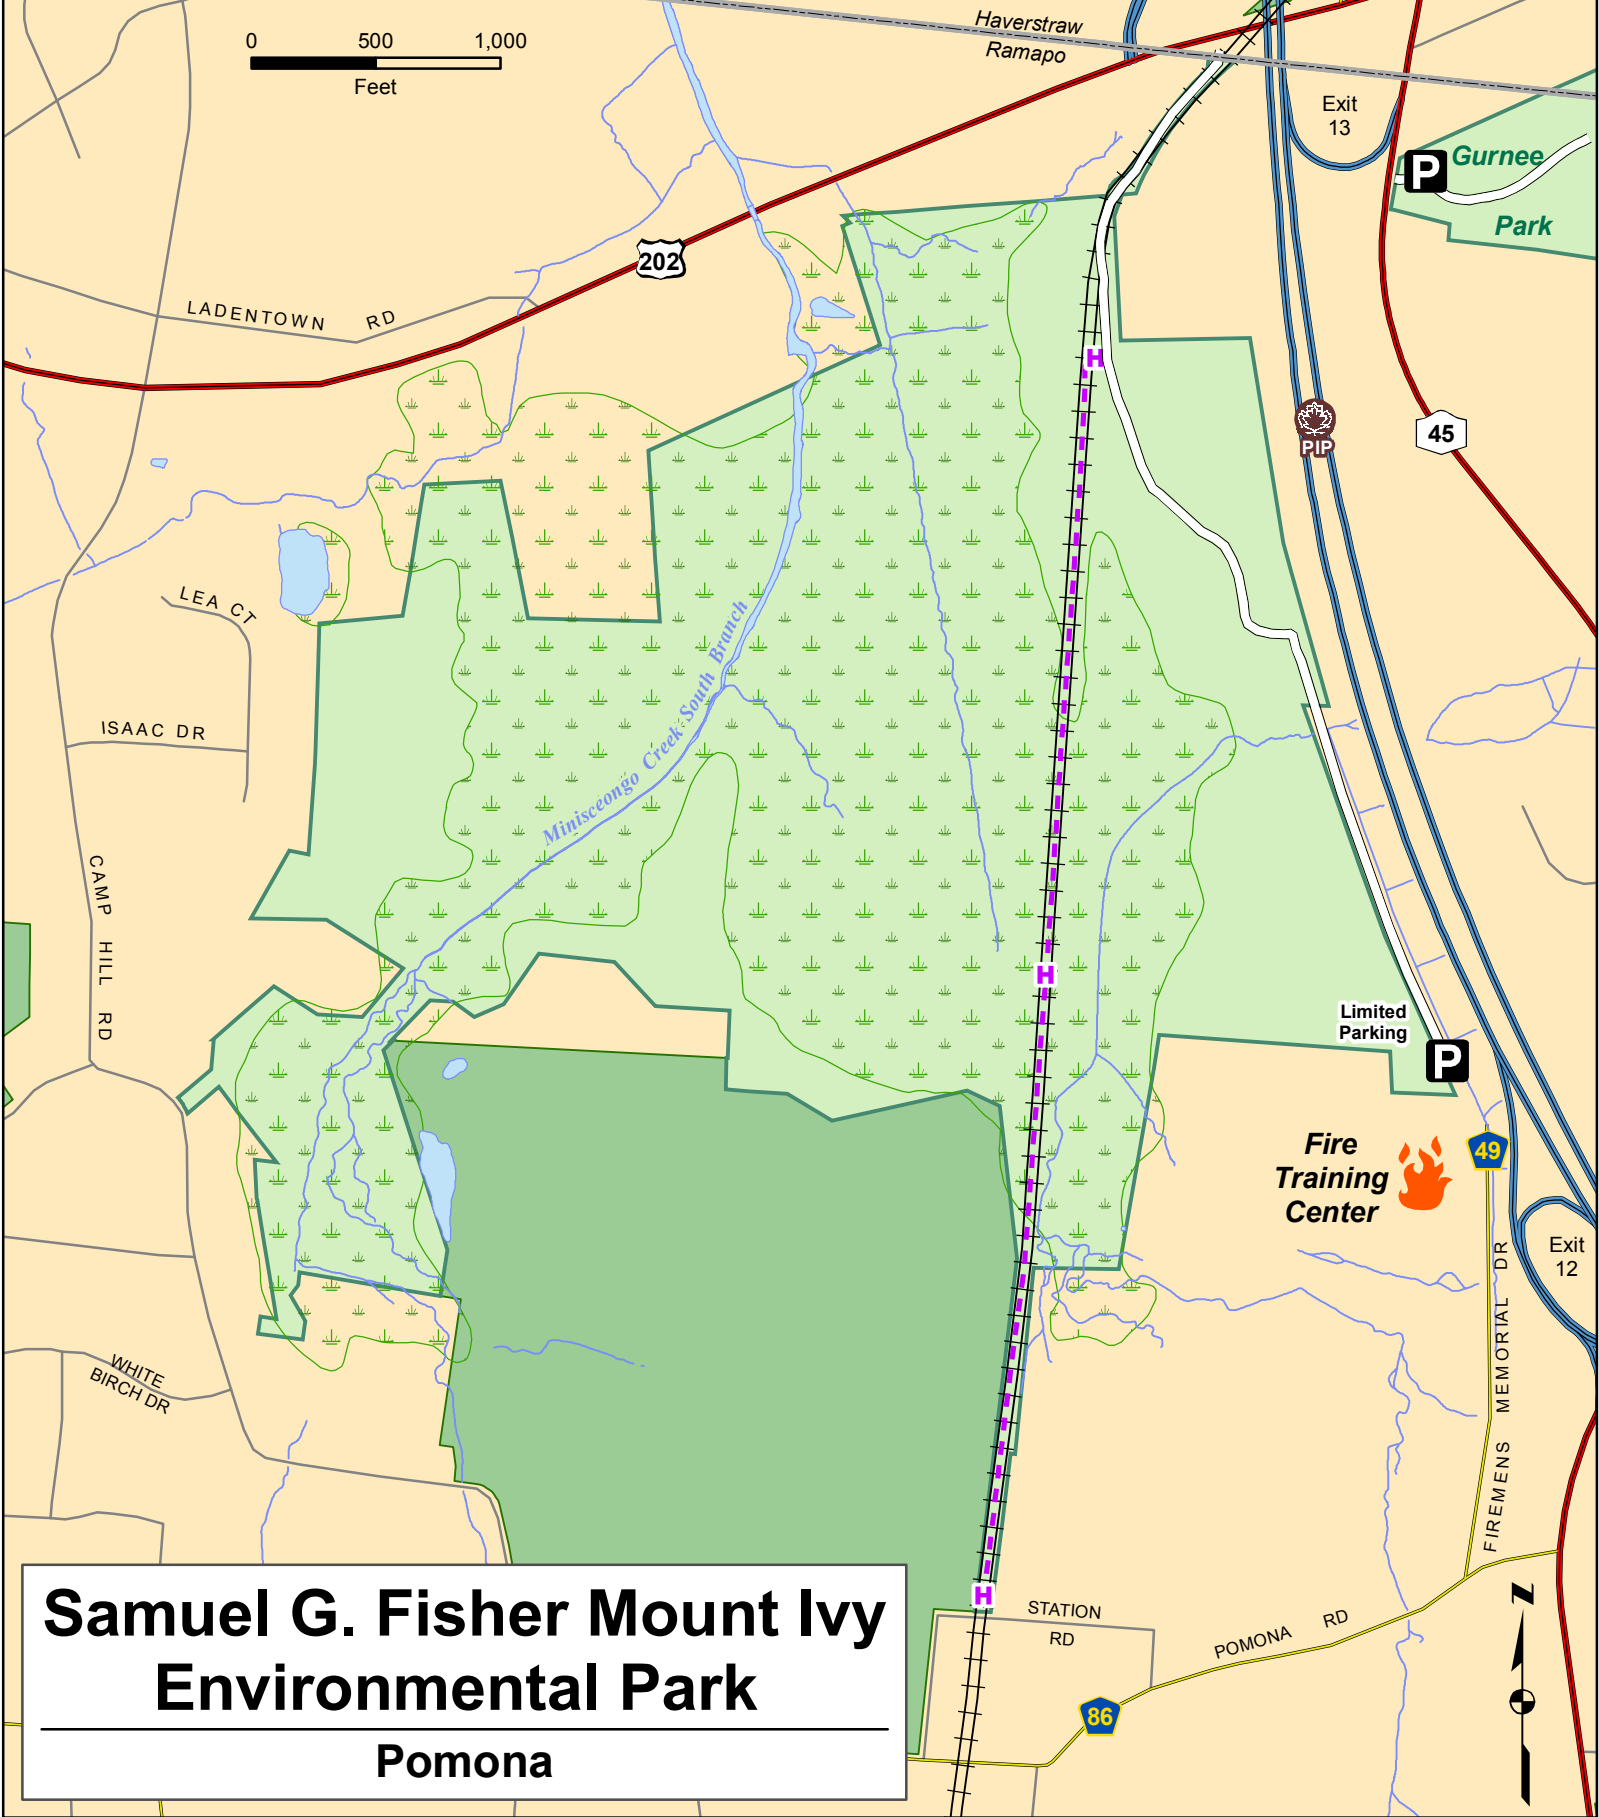 0 500 1,000
Feet
Haverstraw
Ramapo
Exit
13
P
Gurnee
Park
202
LADENTOWN RD
PIP
45
H
LEA CT
Minisceongo Creek-South Branch
ISAAC DR
CAMP HILL RD
H
Limited
Parking
P
Fire
Training
Center
49
Exit
12
FIREMENS MEMORIAL DR
WHITE
BIRCH DR
H
STATION
RD
POMONA RD
86
N
Samuel G. Fisher Mount Ivy
Environmental Park
Pomona